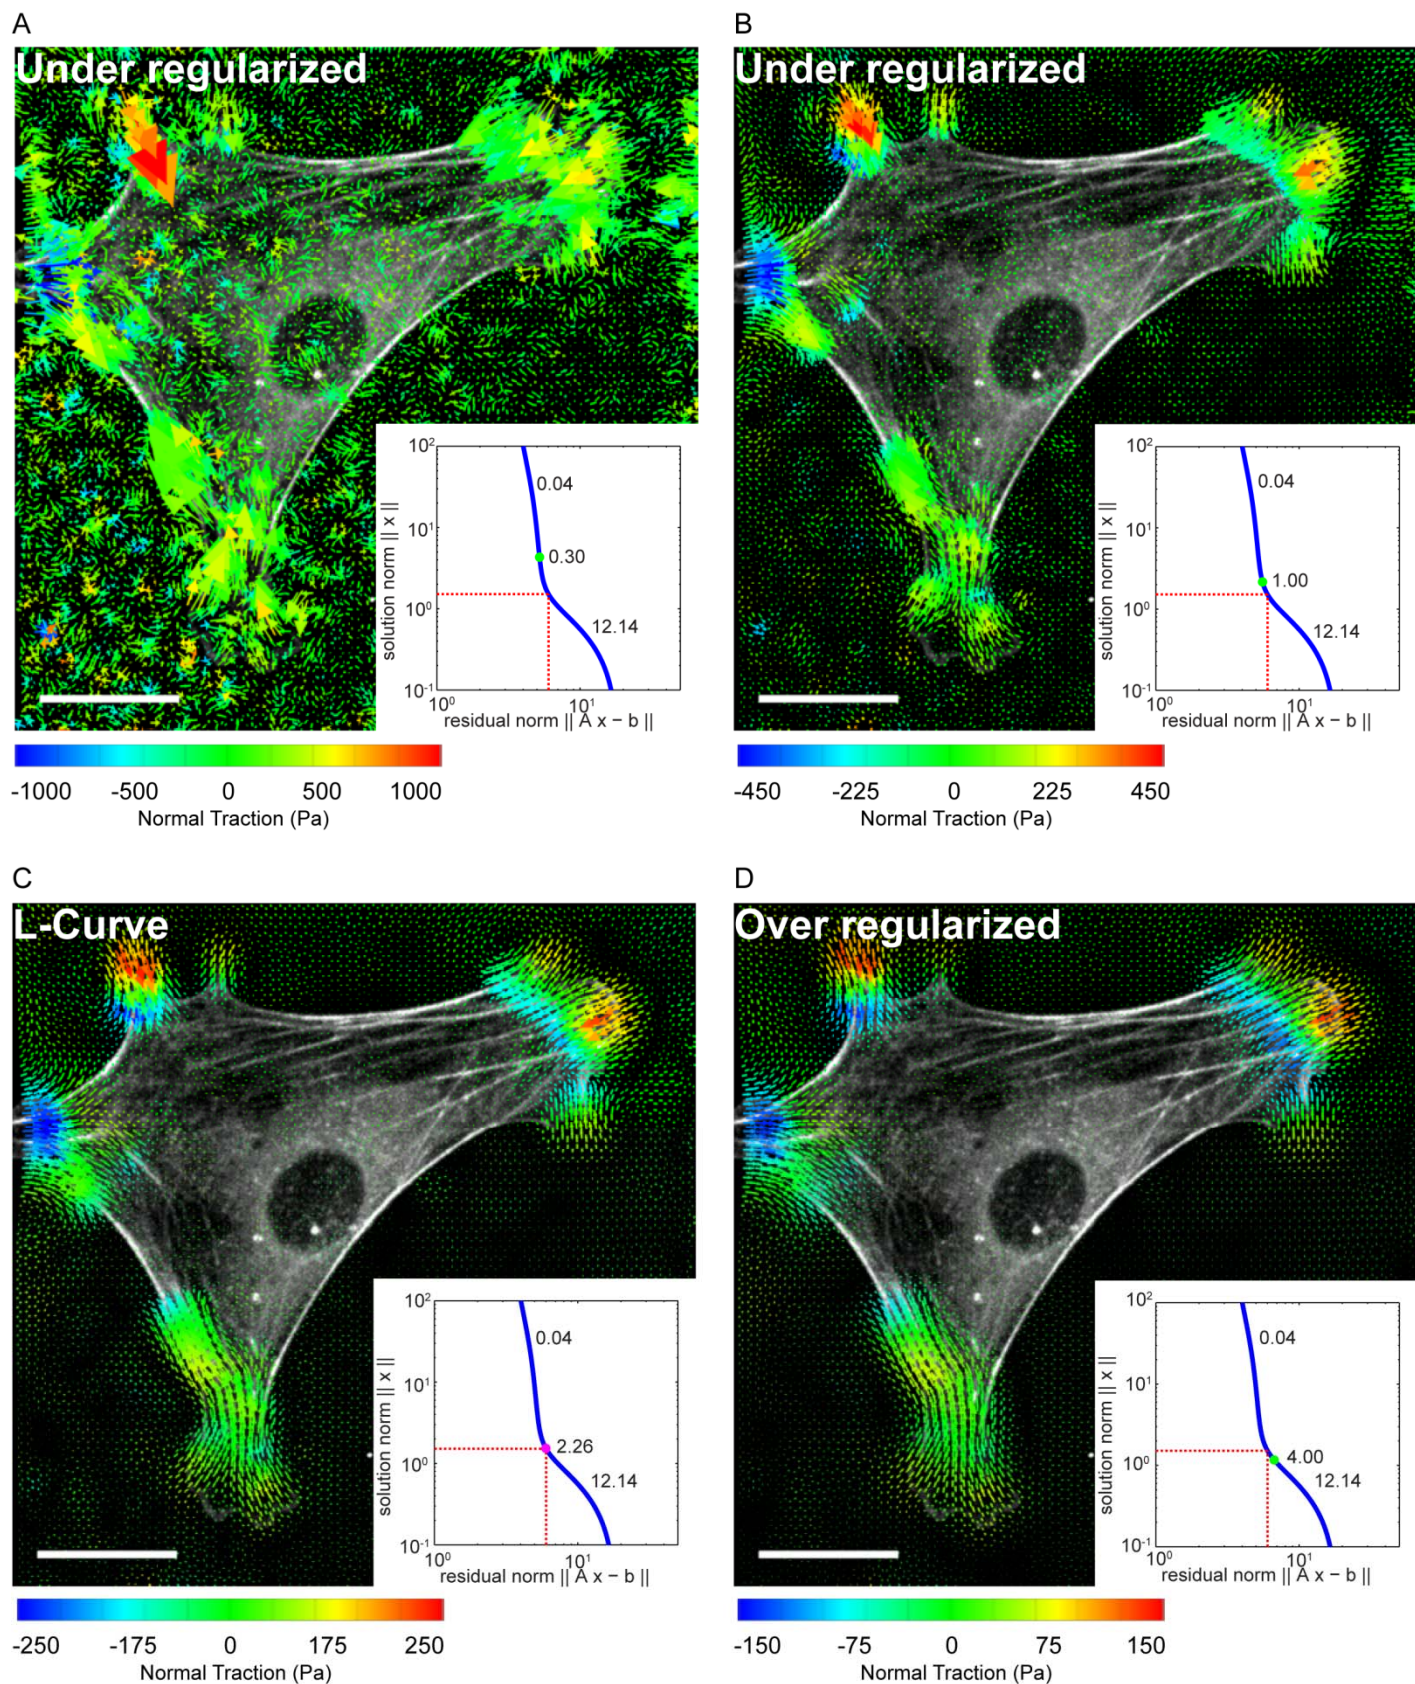 A
Under regularized
10²
10¹
10⁰
10⁻¹
solution norm || x ||
0.04
0.30
12.14
10⁰
10¹
residual norm || A x − b ||
-1000 -500 0 500 1000
Normal Traction (Pa)
B
Under regularized
10²
10¹
10⁰
10⁻¹
solution norm || x ||
0.04
1.00
12.14
10⁰
10¹
residual norm || A x − b ||
-450 -225 0 225 450
Normal Traction (Pa)
C
L-Curve
10²
10¹
10⁰
10⁻¹
solution norm || x ||
0.04
2.26
12.14
10⁰
10¹
residual norm || A x − b ||
-250 -175 0 175 250
Normal Traction (Pa)
D
Over regularized
10²
10¹
10⁰
10⁻¹
solution norm || x ||
0.04
4.00
12.14
10⁰
10¹
residual norm || A x − b ||
-150 -75 0 75 150
Normal Traction (Pa)